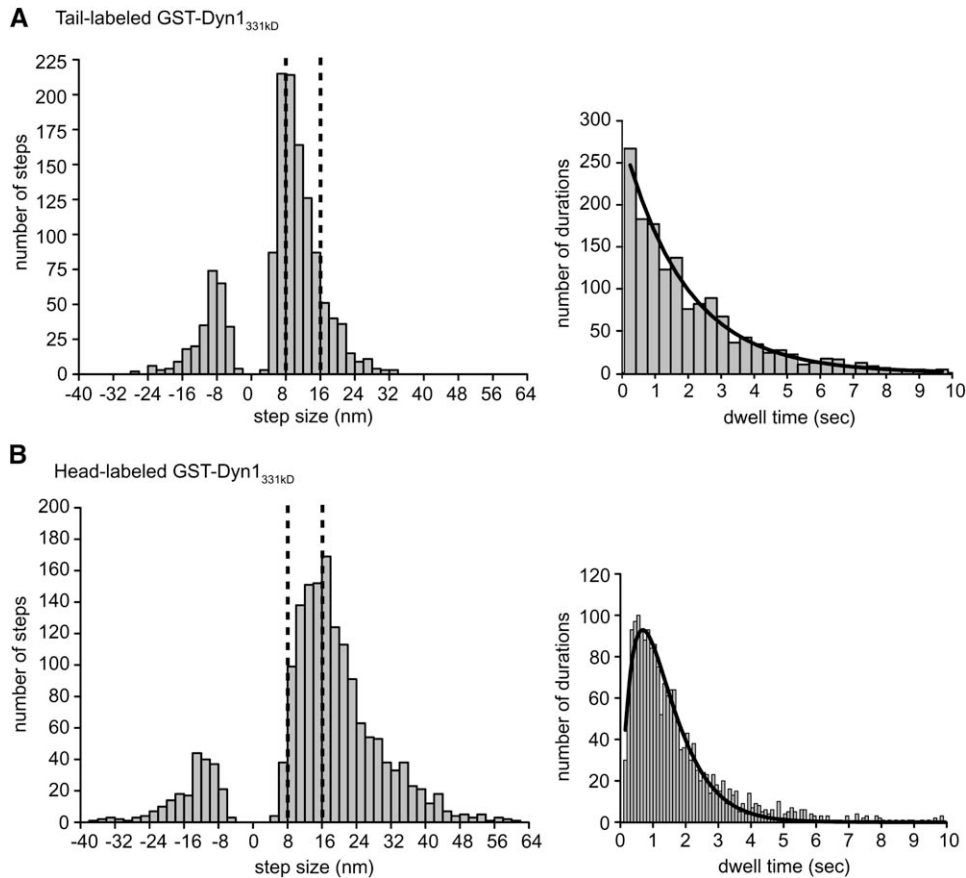 A
Tail-labeled GST-Dyn1331kD
225
200
175
150
125
100
75
50
25
0
number of steps
-40 -32 -24 -16 -8 0 8 16 24 32 40 48 56 64
step size (nm)
300
250
200
150
100
50
0
number of durations
0 1 2 3 4 5 6 7 8 9 10
dwell time (sec)
B
Head-labeled GST-Dyn1331kD
200
180
160
140
120
100
80
60
40
20
0
number of steps
-40 -32 -24 -16 -8 0 8 16 24 32 40 48 56 64
step size (nm)
120
100
80
60
40
20
0
number of durations
0 1 2 3 4 5 6 7 8 9 10
dwell time (sec)